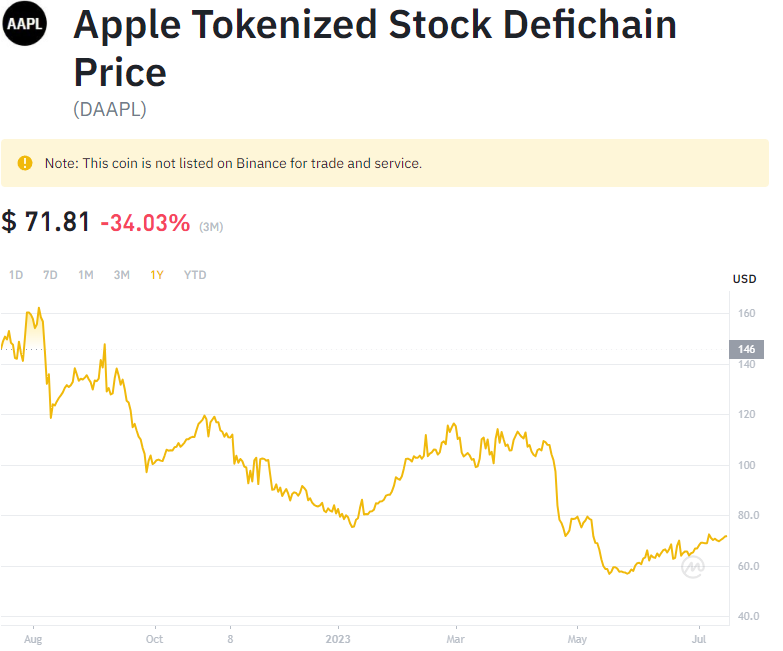 AAPL
Apple Tokenized Stock Defichain
Price
(DAAPL)
Note: This coin is not listed on Binance for trade and service.
$ 71.81 -34.03% (3M)
1D 7D 1M 3M 1Y YTD
USD
160
146
140
120
100
80.0
60.0
40.0
Aug Oct 8 2023 Mar May Jul